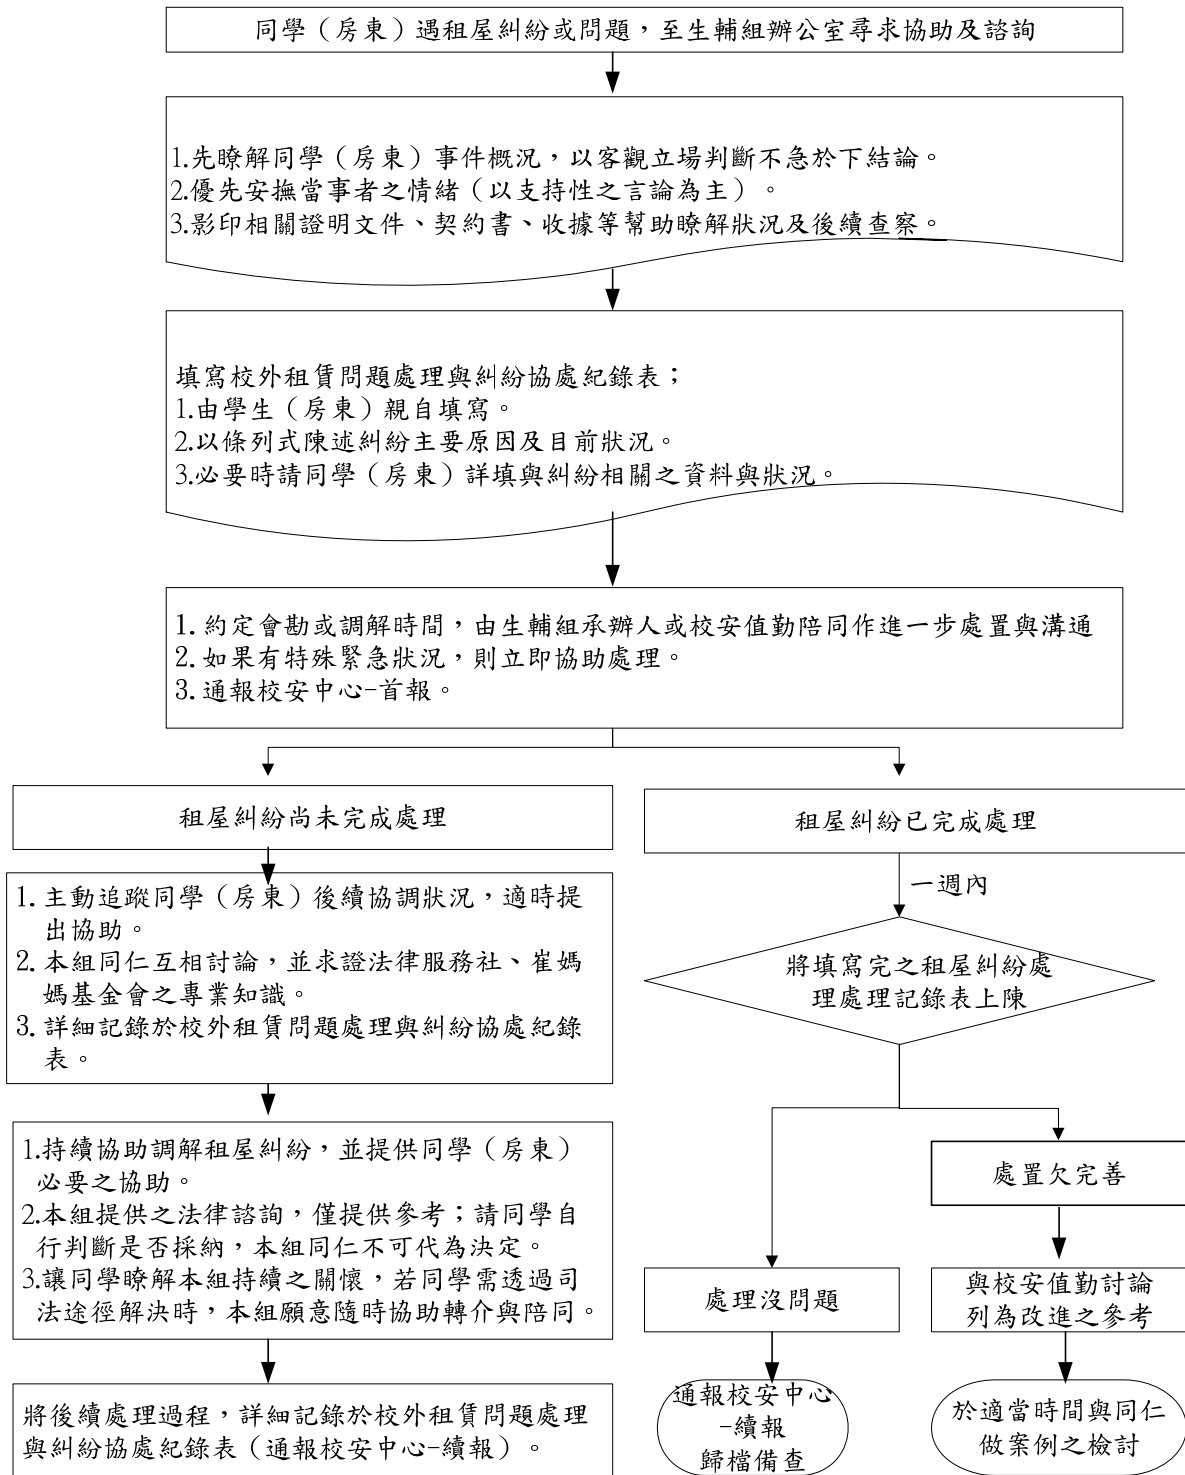 同學（房東）遇租屋糾紛或問題，至生輔組辦公室尋求協助及諮詢
1.先瞭解同學（房東）事件概況，以客觀立場判斷不急於下結論。
2.優先安撫當事者之情緒（以支持性之言論為主）。
3.影印相關證明文件、契約書、收據等幫助瞭解狀況及後續查察。
填寫校外租賃問題處理與糾紛協處紀錄表；
1.由學生（房東）親自填寫。
2.以條列式陳述糾紛主要原因及目前狀況。
3.必要時請同學（房東）詳填與糾紛相關之資料與狀況。
1. 約定會勘或調解時間，由生輔組承辦人或校安值勤陪同作進一步處置與溝通
2. 如果有特殊緊急狀況，則立即協助處理。
3. 通報校安中心-首報。
租屋糾紛尚未完成處理
1. 主動追蹤同學（房東）後續協調狀況，適時提
出協助。
2. 本組同仁互相討論，並求證法律服務社、崔媽
媽基金會之專業知識。
3. 詳細記錄於校外租賃問題處理與糾紛協處紀錄
表。
1.持續協助調解租屋糾紛，並提供同學（房東）
必要之協助。
2.本組提供之法律諮詢，僅提供參考；請同學自
行判斷是否採納，本組同仁不可代為決定。
3.讓同學瞭解本組持續之關懷，若同學需透過司
法途徑解決時，本組願意隨時協助轉介與陪同。
將後續處理過程，詳細記錄於校外租賃問題處理
與糾紛協處紀錄表（通報校安中心-續報）。
租屋糾紛已完成處理
一週內
將填寫完之租屋糾紛處
理處理記錄表上陳
處理沒問題
通報校安中心
-續報
歸檔備查
處置欠完善
與校安值勤討論
列為改進之參考
於適當時間與同仁
做案例之檢討